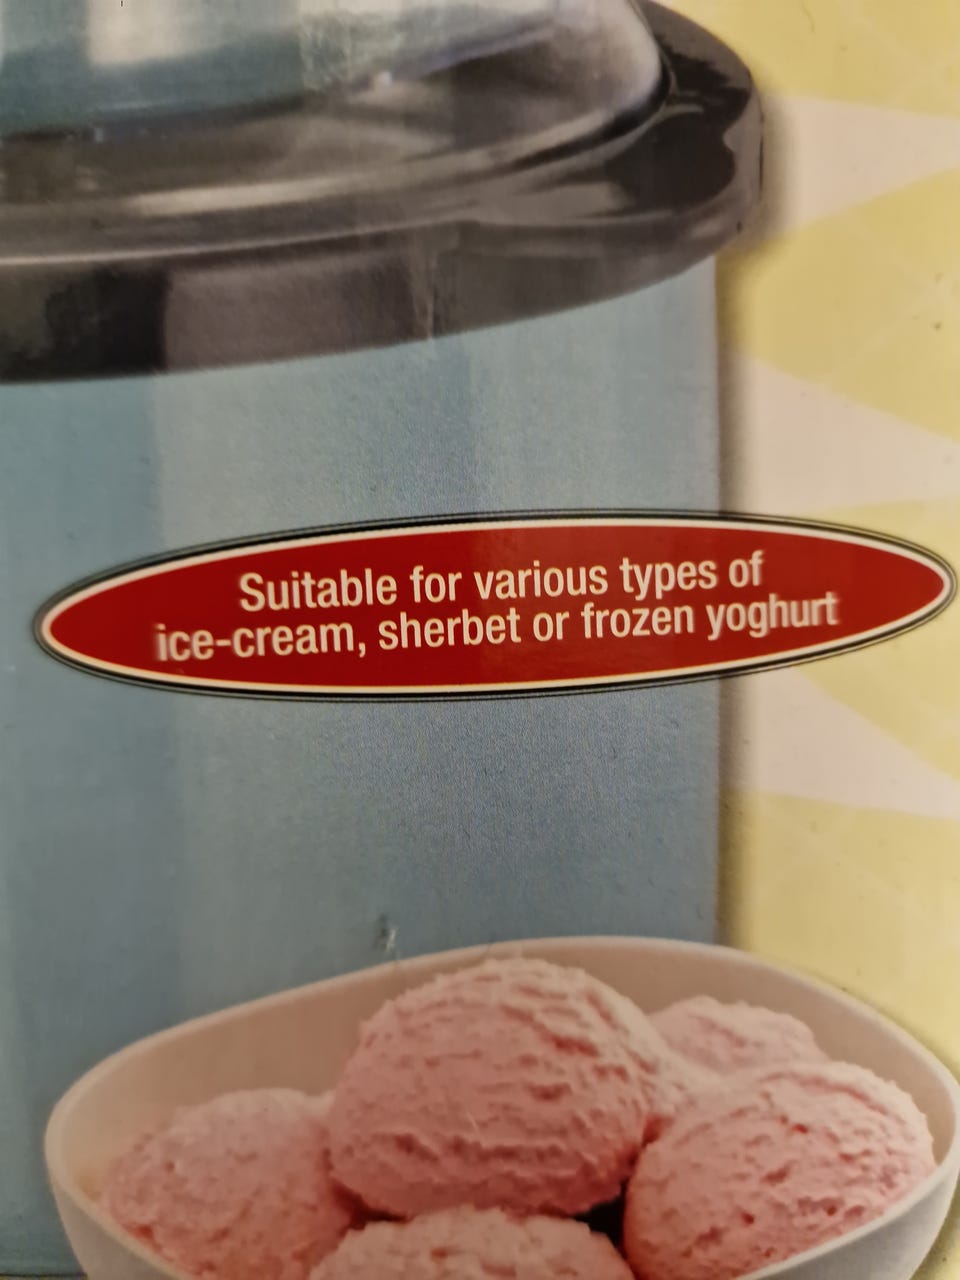 Suitable for various types of
ice-cream, sherbet or frozen yoghurt